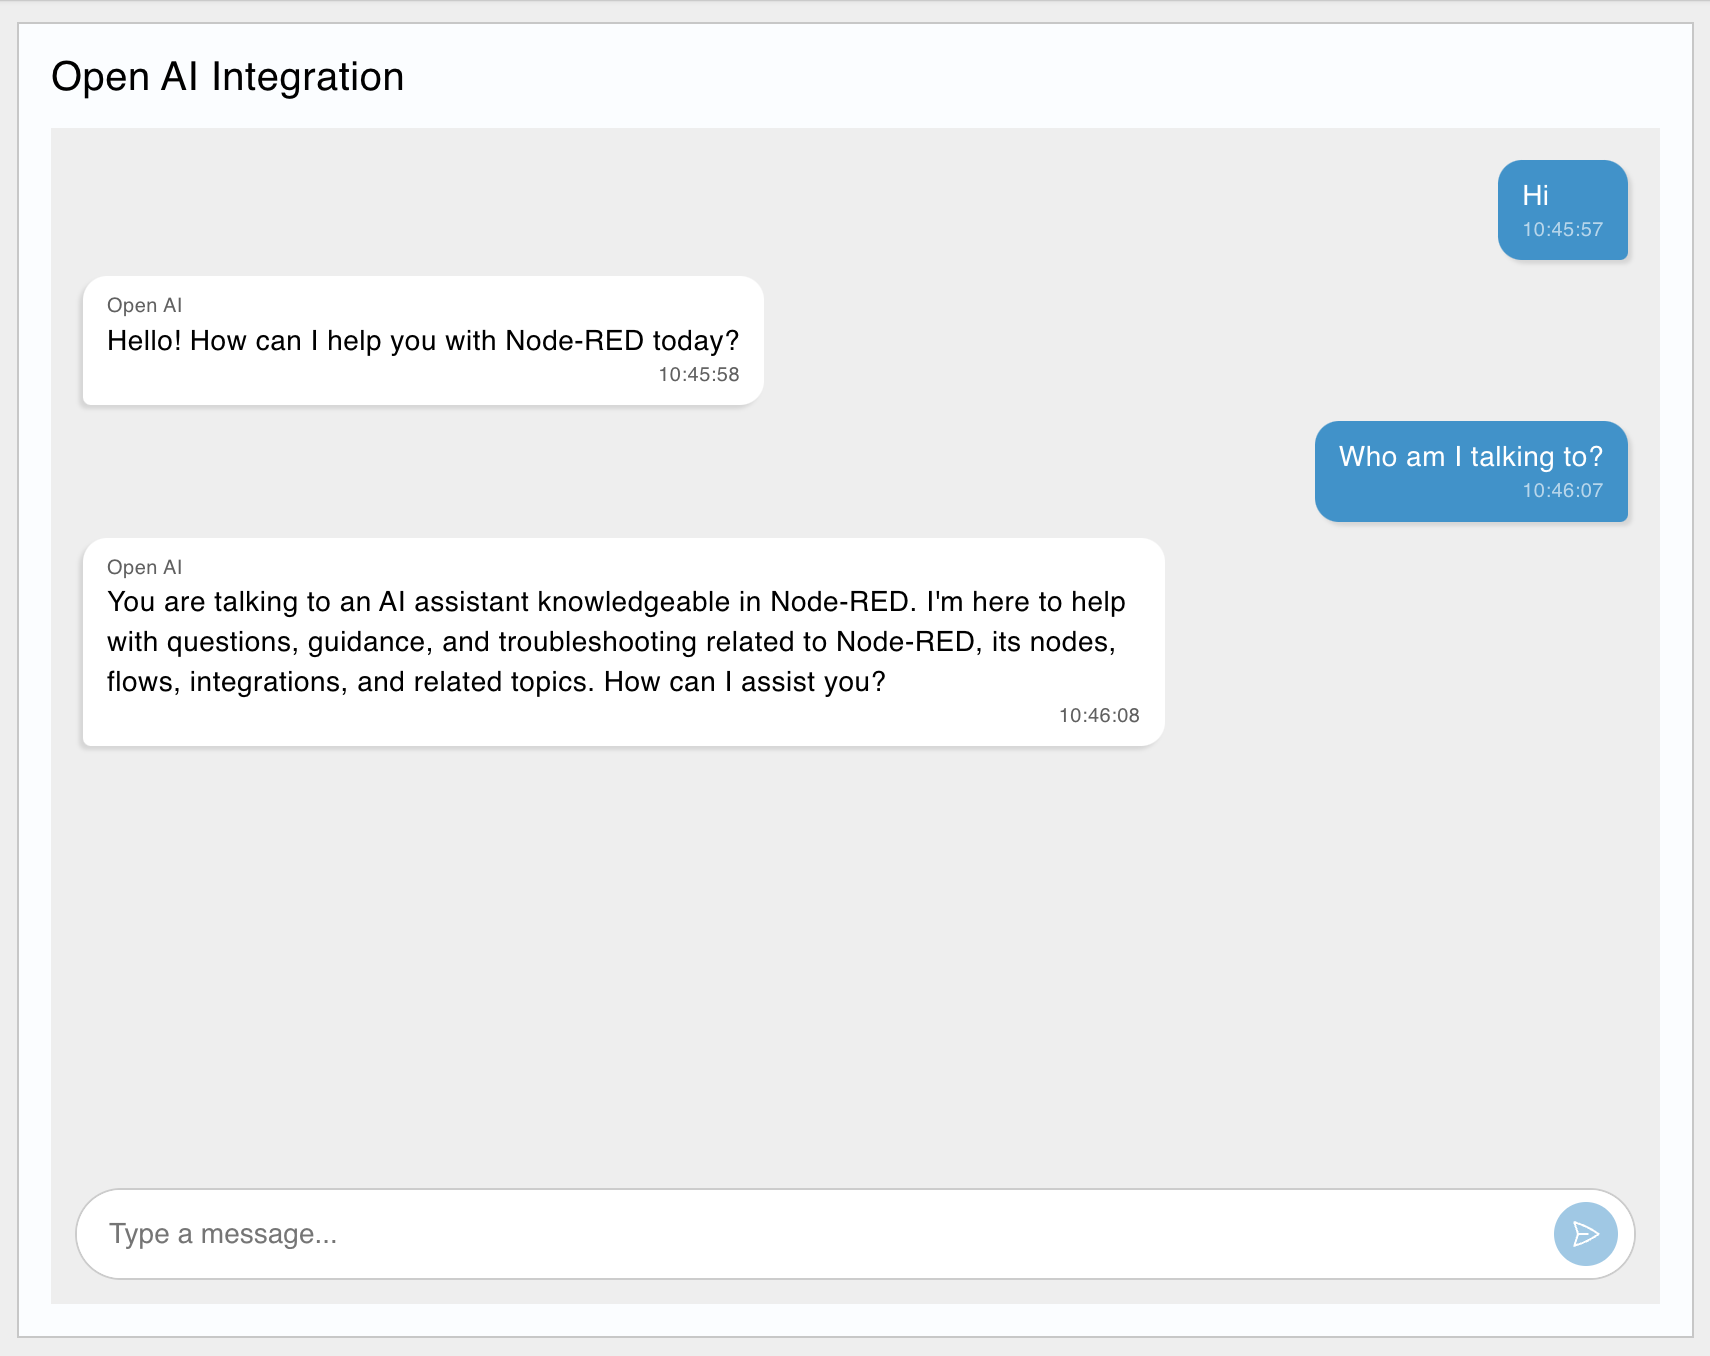 Open AI Integration
Hi
10:45:57
Open AI
Hello! How can I help you with Node-RED today?
10:45:58
Who am I talking to?
10:46:07
Open AI
You are talking to an AI assistant knowledgeable in Node-RED. I'm here to help
with questions, guidance, and troubleshooting related to Node-RED, its nodes,
flows, integrations, and related topics. How can I assist you?
10:46:08
Type a message...